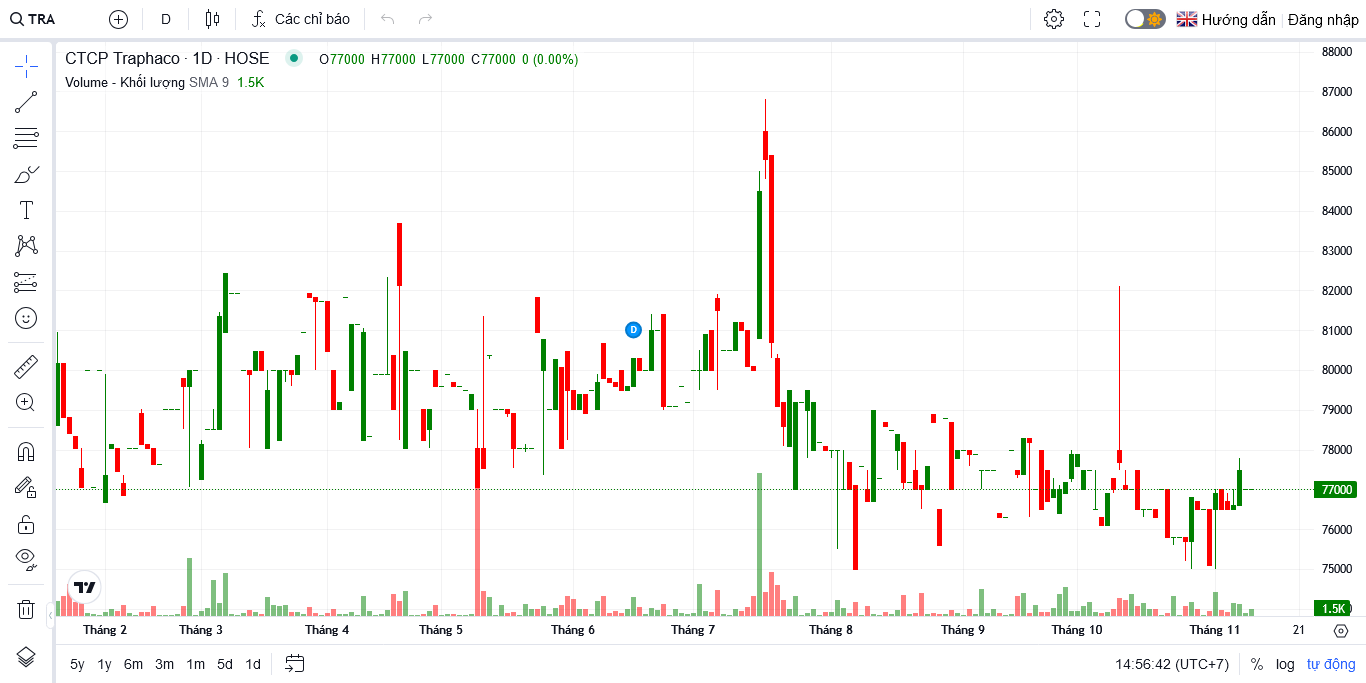 TRA D Các chỉ báo Hướng dẫn Đăng nhập
CTCP Traphaco · 1D · HOSE O77000 H77000 L77000 C77000 0 (0.00%)
Volume - Khối lượng SMA 9 1.5K
88000
87000
86000
85000
84000
83000
82000
81000
D
80000
79000
78000
77000
76000
75000
1.5K
Tháng 2 Tháng 3 Tháng 4 Tháng 5 Tháng 6 Tháng 7 Tháng 8 Tháng 9 Tháng 10 Tháng 11 21
5y 1y 6m 3m 1m 5d 1d 14:56:42 (UTC+7) % log tự động